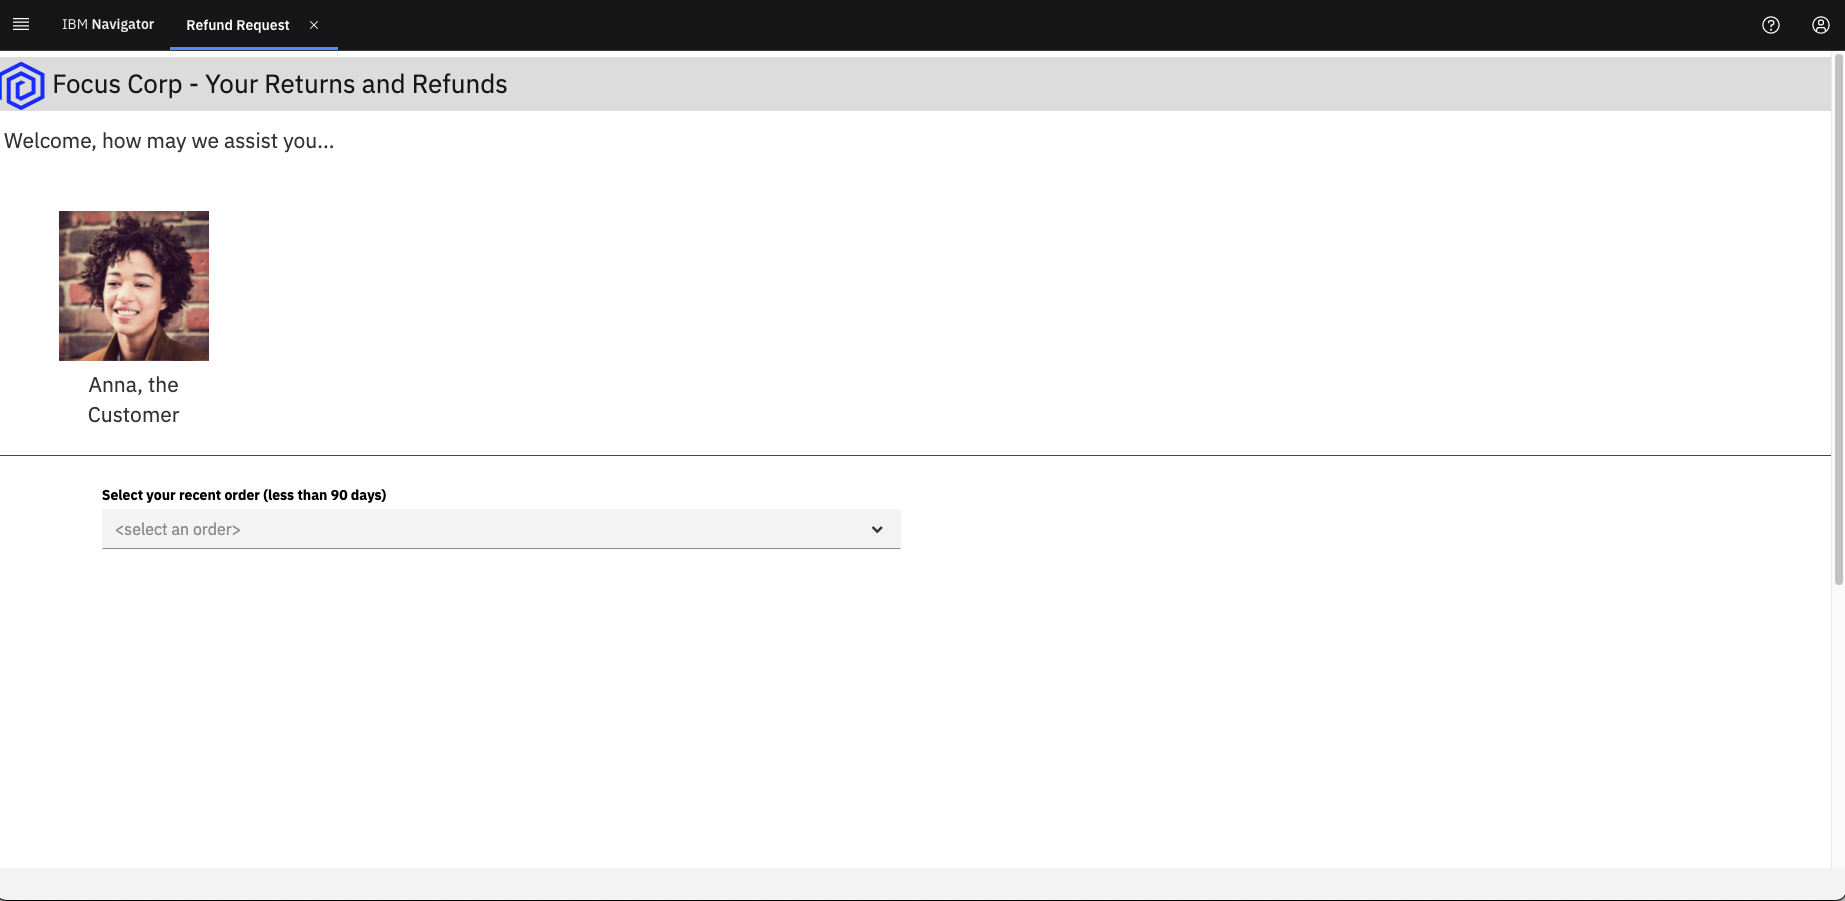 IBM Navigator
Refund Request
Focus Corp - Your Returns and Refunds
Welcome, how may we assist you...
Anna, the
Customer
Select your recent order (less than 90 days)
<select an order>